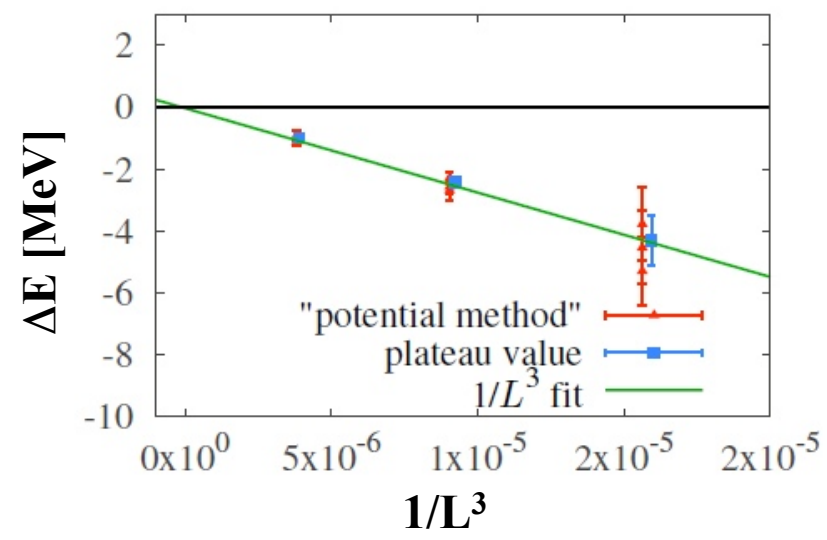 2
0
-2
-4
-6
-8
-10
ΔE [MeV]
"potential method"
plateau value
1/L³ fit
0x10⁰ 5x10⁻⁶ 1x10⁻⁵ 2x10⁻⁵ 2x10⁻⁵
1/L³